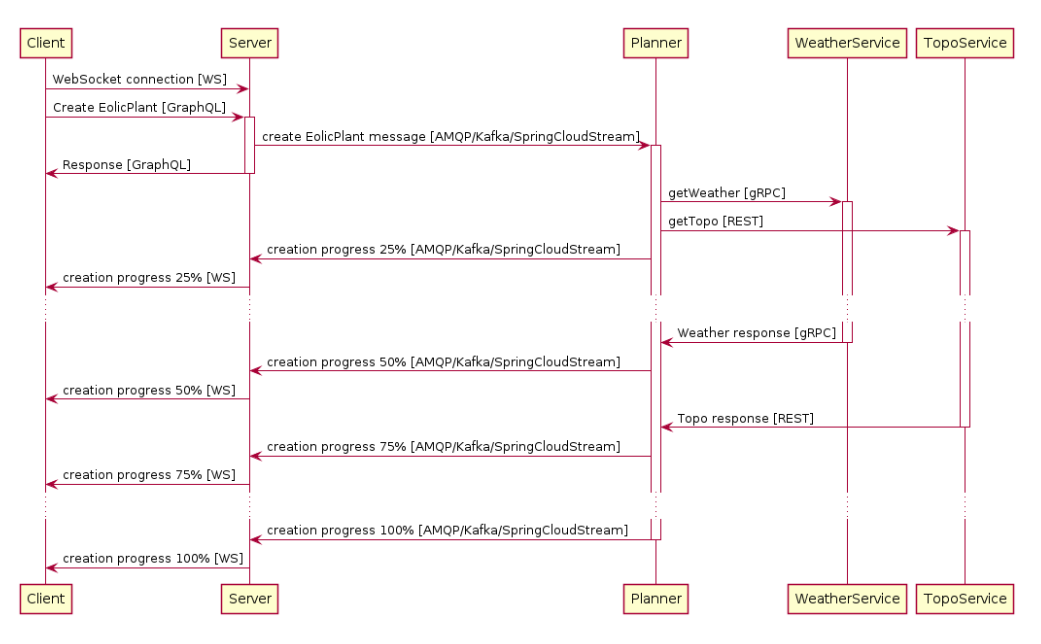 Client
Server
Planner
WeatherService
TopoService
WebSocket connection [WS]
Create EolicPlant [GraphQL]
create EolicPlant message [AMQP/Kafka/SpringCloudStream]
Response [GraphQL]
getWeather [gRPC]
getTopo [REST]
creation progress 25% [AMQP/Kafka/SpringCloudStream]
creation progress 25% [WS]
Weather response [gRPC]
creation progress 50% [AMQP/Kafka/SpringCloudStream]
creation progress 50% [WS]
Topo response [REST]
creation progress 75% [AMQP/Kafka/SpringCloudStream]
creation progress 75% [WS]
creation progress 100% [AMQP/Kafka/SpringCloudStream]
creation progress 100% [WS]
Client
Server
Planner
WeatherService
TopoService